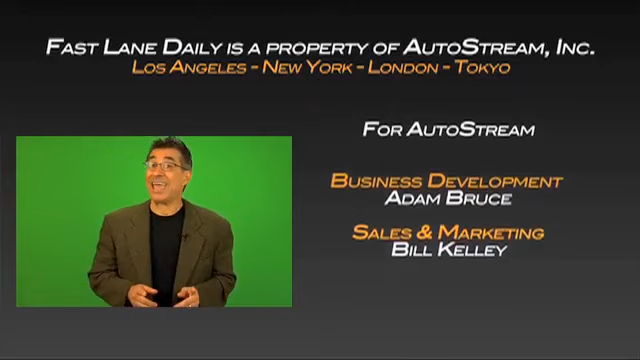 Fast Lane Daily is a property of AutoStream, Inc.
Los Angeles - New York - London - Tokyo
For AutoStream
Business Development
Adam Bruce
Sales & Marketing
Bill Kelley